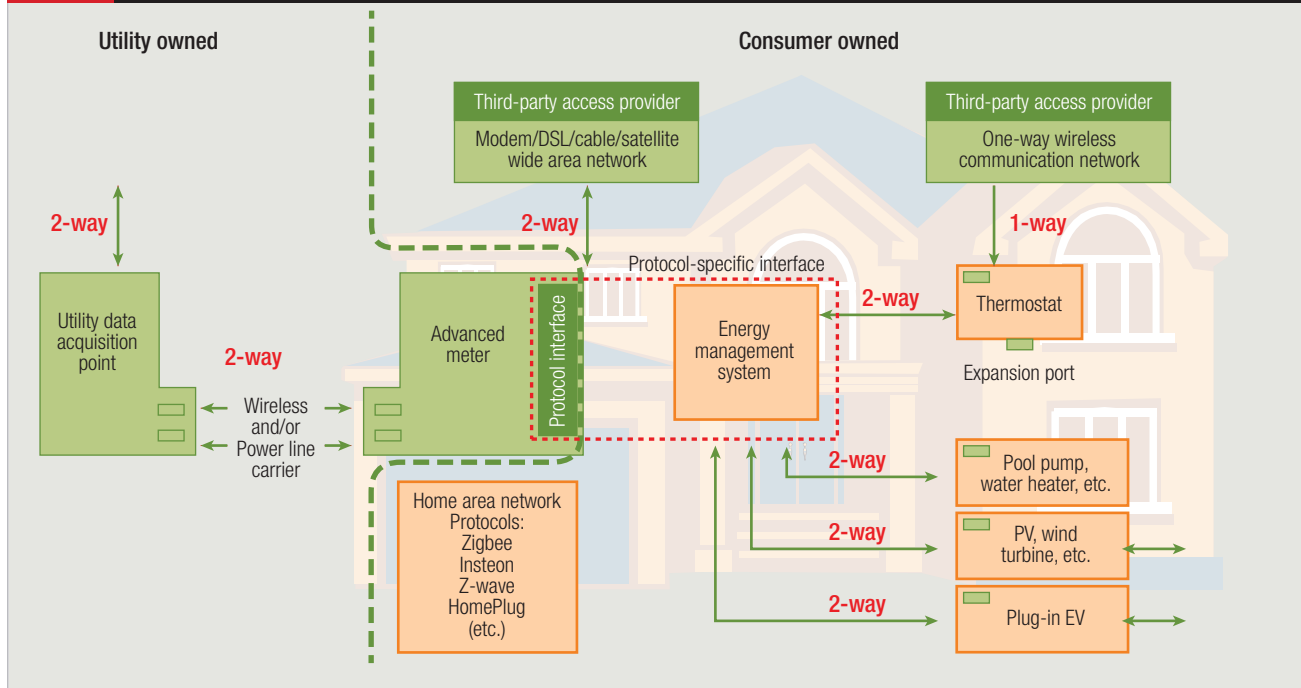 Utility owned
Consumer owned
Third-party access provider
Modem/DSL/cable/satellite
wide area network
Third-party access provider
One-way wireless
communication network
2-way
2-way
1-way
Protocol-specific interface
Utility data
acquisition
point
2-way
Wireless
and/or
Power line
carrier
Advanced
meter
Protocol interface
Energy
management
system
2-way
Thermostat
Expansion port
Home area network
Protocols:
Zigbee
Insteon
Z-wave
HomePlug
(etc.)
2-way
Pool pump,
water heater, etc.
2-way
PV, wind
turbine, etc.
2-way
Plug-in EV